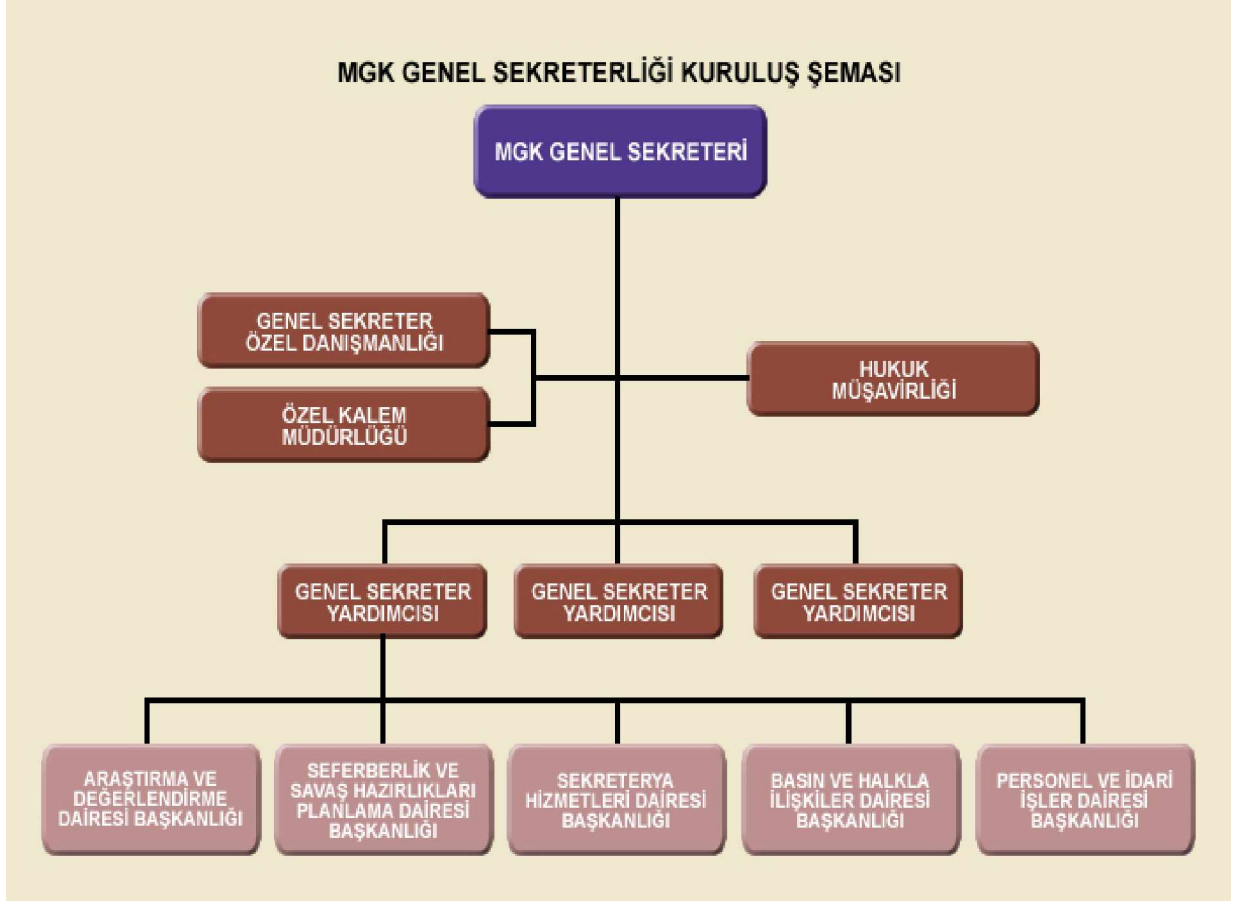 MGK GENEL SEKRETERLİĞİ KURULUŞ ŞEMASI
MGK GENEL SEKRETERİ
GENEL SEKRETER
ÖZEL DANIŞMANLIĞI
HUKUK
MÜŞAVİRLİĞİ
ÖZEL KALEM
MÜDÜRLÜĞÜ
GENEL SEKRETER
YARDIMCISI
GENEL SEKRETER
YARDIMCISI
GENEL SEKRETER
YARDIMCISI
ARAŞTIRMA VE
DEĞERLENDİRME
DAİRESİ BAŞKANLIĞI
SEFERBERLİK VE
SAVAŞ HAZIRLIKLARI
PLANLAMA DAİRESİ
BAŞKANLIĞI
SEKRETERYA
HİZMETLERİ DAİRESİ
BAŞKANLIĞI
BASIN VE HALKLA
İLİŞKİLER DAİRESİ
BAŞKANLIĞI
PERSONEL VE İDARİ
İŞLER DAİRESİ
BAŞKANLIĞI